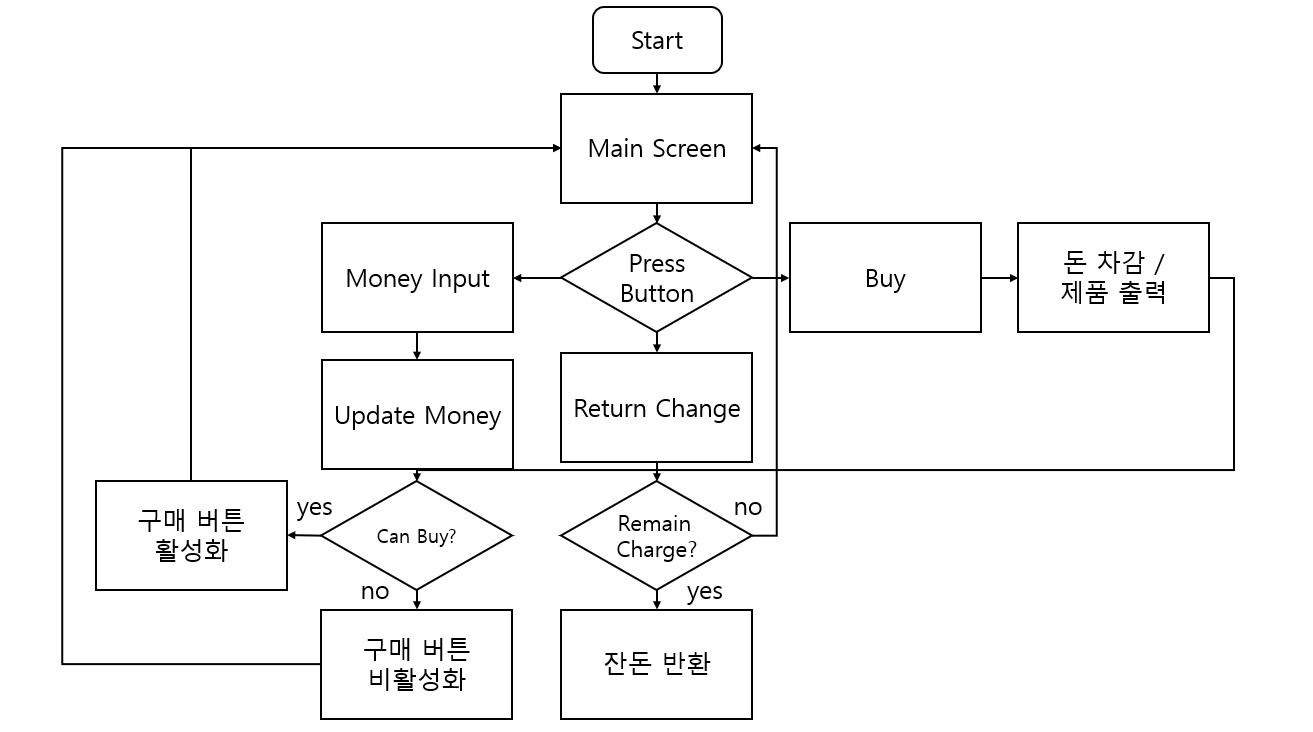 Start
Main Screen
Money Input
Press
Button
Buy
돈 차감 /
제품 출력
Update Money
Return Change
구매 버튼
활성화
yes
Can Buy?
Remain
Charge?
no
no
yes
구매 버튼
비활성화
잔돈 반환